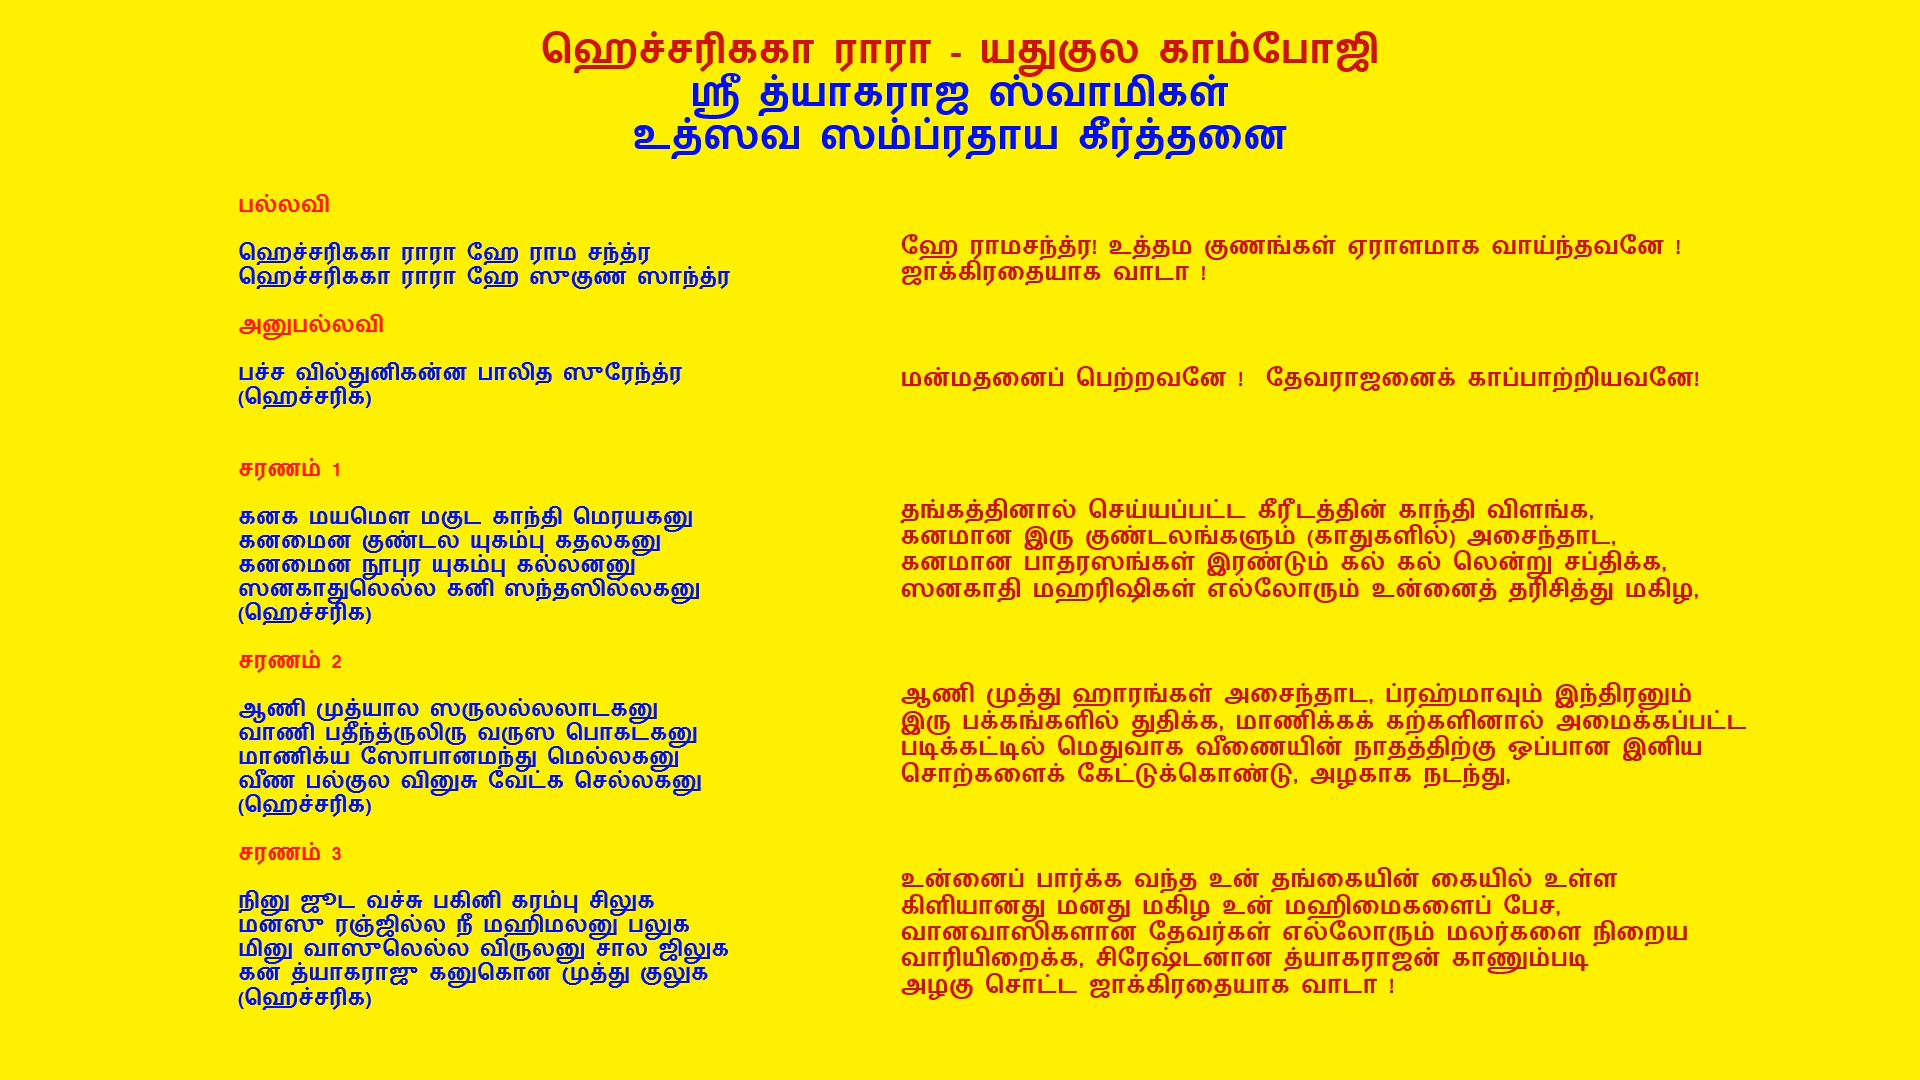 ஹெச்சரிககா ராரா - யதுகுல காம்போஜி
ஸ்ரீ த்யாகராஜ ஸ்வாமிகள்
உத்ஸவ ஸம்ப்ரதாய கீர்த்தனை
பல்லவி
ஹெச்சரிககா ராரா ஹே ராம சந்த்ர
ஹெச்சரிககா ராரா ஹே ஸுகுண ஸாந்த்ர
ஹே ராமசந்த்ர! உத்தம குணங்கள் ஏராளமாக வாய்ந்தவனே !
ஜாக்கிரதையாக வாடா !
அனுபல்லவி
பச்ச வில்துனிகன்ன பாலித ஸுரேந்த்ர
(ஹெச்சரிக)
மன்மதனைப் பெற்றவனே ! தேவராஜனைக் காப்பாற்றியவனே!
சரணம் 1
கனக மயமௌ மகுட காந்தி மெரயகனு
கனமைன குண்டல யுகம்பு கதலகனு
கனமைன நூபுர யுகம்பு கல்லனனு
ஸனகாதுலெல்ல கனி ஸந்தஸில்லகனு
(ஹெச்சரிக)
தங்கத்தினால் செய்யப்பட்ட கீரீடத்தின் காந்தி விளங்க,
கனமான இரு குண்டலங்களும் (காதுகளில்) அசைந்தாட,
கனமான பாதரஸங்கள் இரண்டும் கல் கல் லென்று சப்திக்க,
ஸனகாதி மஹரிஷிகள் எல்லோரும் உன்னைத் தரிசித்து மகிழ,
சரணம் 2
ஆணி முத்யால ஸருலல்லலாடகனு
வாணி பதீந்த்ருலிரு வருஸ பொகடகனு
மாணிக்ய ஸோபானமந்து மெல்லகனு
வீண பல்குல வினுசு வேட்க செல்லகனு
(ஹெச்சரிக)
ஆணி முத்து ஹாரங்கள் அசைந்தாட, ப்ரஹ்மாவும் இந்திரனும்
இரு பக்கங்களில் துதிக்க, மாணிக்கக் கற்களினால் அமைக்கப்பட்ட
படிக்கட்டில் மெதுவாக வீணையின் நாதத்திற்கு ஒப்பான இனிய
சொற்களைக் கேட்டுக்கொண்டு, அழகாக நடந்து,
சரணம் 3
நினு ஜூட வச்சு பகினி கரம்பு சிலுக
மனஸு ரஞ்ஜில்ல நீ மஹிமலனு பலுக
மினு வாஸுலெல்ல விருலனு சால ஜிலுக
கன த்யாகராஜு கனுகொன முத்து குலுக
(ஹெச்சரிக)
உன்னைப் பார்க்க வந்த உன் தங்கையின் கையில் உள்ள
கிளியானது மனது மகிழ உன் மஹிமைகளைப் பேச,
வானவாஸிகளான தேவர்கள் எல்லோரும் மலர்களை நிறைய
வாரியிறைக்க, சிரேஷ்டனான த்யாகராஜன் காணும்படி
அழகு சொட்ட ஜாக்கிரதையாக வாடா !